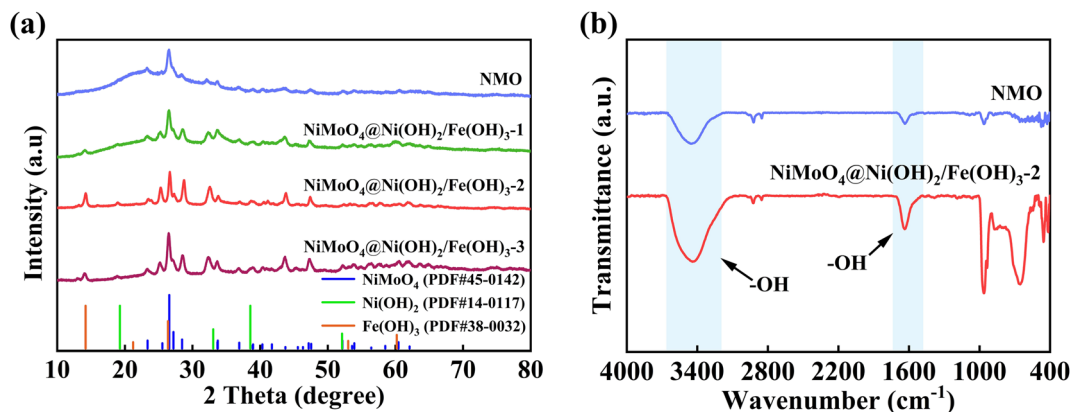 (a)
Intensity (a.u)
NMO
NiMoO₄@Ni(OH)₂/Fe(OH)₃-1
NiMoO₄@Ni(OH)₂/Fe(OH)₃-2
NiMoO₄@Ni(OH)₂/Fe(OH)₃-3
NiMoO₄ (PDF#45-0142)
Ni(OH)₂ (PDF#14-0117)
Fe(OH)₃ (PDF#38-0032)
10 20 30 40 50 60 70 80
2 Theta (degree)
(b)
Transmittance (a.u.)
NMO
NiMoO₄@Ni(OH)₂/Fe(OH)₃-2
-OH
-OH
4000 3400 2800 2200 1600 1000 400
Wavenumber (cm⁻¹)